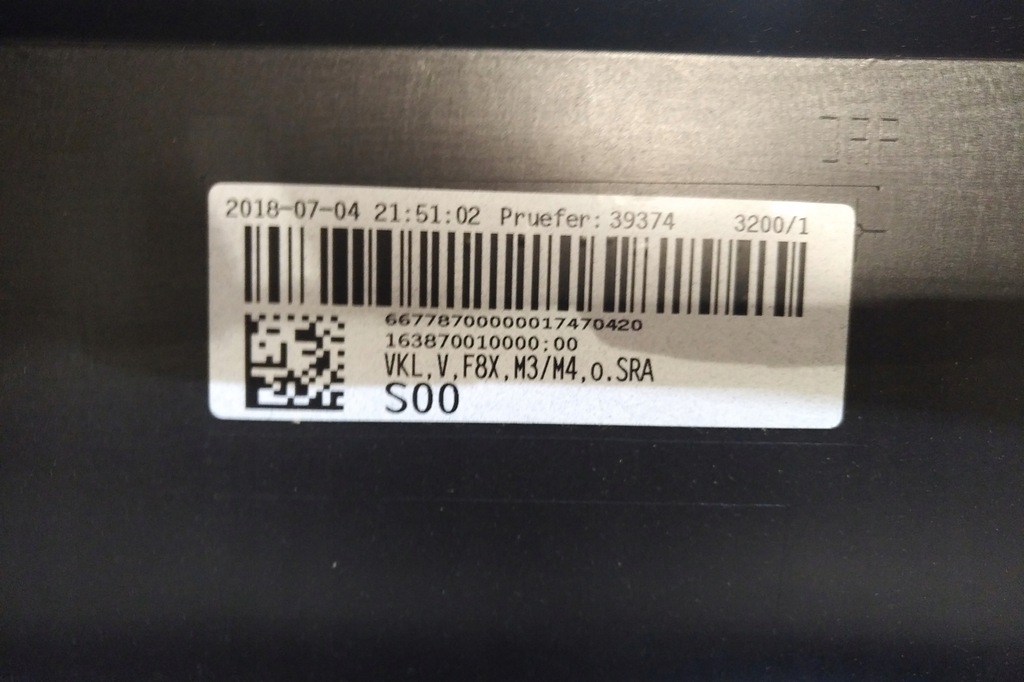 2018-07-04 21:51:02 Pruefer: 39374 3200/1
66778700000017470420
163870010000;00
VKL,V,F8X,M3/M4,o.SRA
S00